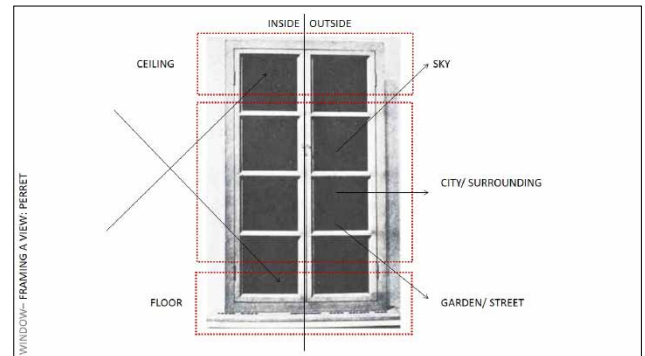 INSIDE OUTSIDE
CEILING
SKY
CITY/ SURROUNDING
FLOOR
GARDEN/ STREET
WINDOW– FRAMING A VIEW: PERRET